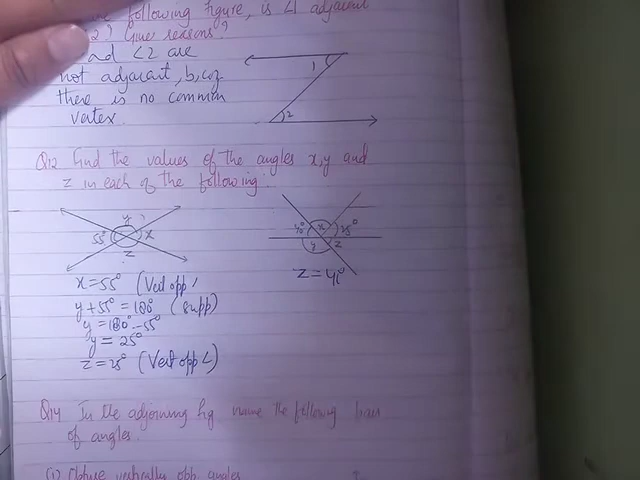 following figure, is ∠1 adjacent
2? Give reasons?
and ∠2 are
not adjacent, b,coz
there is no common
vertex.
1
2
Q12 Find the values of the angles x,y and
z in each of the following:
y
55° x
z
40° x 25°
y z
x = 55° (Vert opp
z = 40°
y + 55° = 180° (supp)
y = 180° - 55°
y = 25°
z = 25° (Vert opp ∠)
Q14 In the adjoining fig name the following
of angles.
(i) Obtuse vertically opp. angles